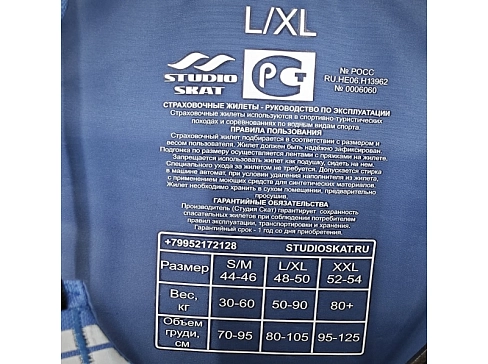 L/XL
STUDIO
SKAT
РСТ
№ РОСС
RU.HE06.H13962
№ 0006060
СТРАХОВОЧНЫЕ ЖИЛЕТЫ - РУКОВОДСТВО ПО ЭКСПЛУАТАЦИИ
Страховочные жилеты используются в спортивно-туристических
походах и соревнованиях по водным видам спорта.
ПРАВИЛА ПОЛЬЗОВАНИЯ
Страховочный жилет подбирается в соответствии с размером и
весом пользователя. Жилет должен быть надежно зафиксирован.
Подгонка по размеру осуществляется лентами с пряжками на жилете.
Запрещается использовать жилет как подушку, сидеть на нем.
Специального ухода за жилетом не требуется. Допускается стирка
в машине автомат, при условии удаления наполнителя из жилета,
с применением моющих средств для синтетических материалов.
Жилет необходимо хранить в сухом помещении, предварительно
просушив.
ГАРАНТИЙНЫЕ ОБЯЗАТЕЛЬСТВА
Производитель (Студия Скат) гарантирует сохранность
спасательных жилетов при соблюдении потребителем
правил эксплуатации, транспортировки и хранения.
Гарантийный срок - 1 год со дня приобретения.
+79952172128 STUDIOSKAT.RU
Размер S/M 44-46 L/XL 48-50 XXL 52-54
Вес, кг 30-60 50-90 80+
Объем груди, см 70-95 80-105 95-125